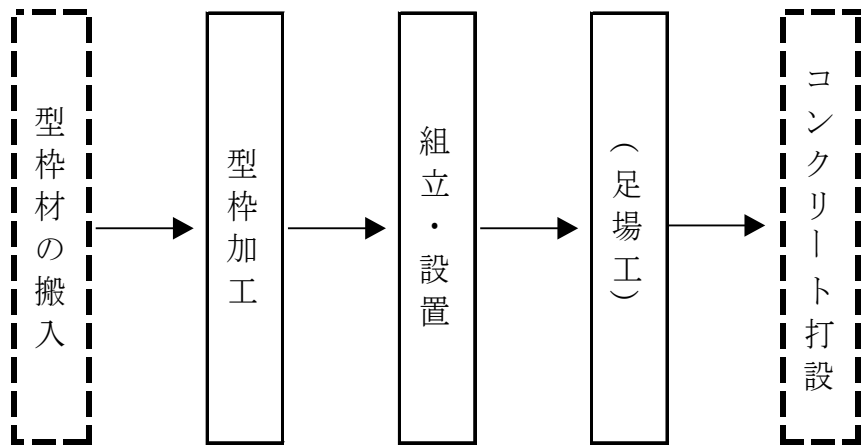 型枠材の搬入
型枠加工
組立・設置
（足場工）
コンクリート打設